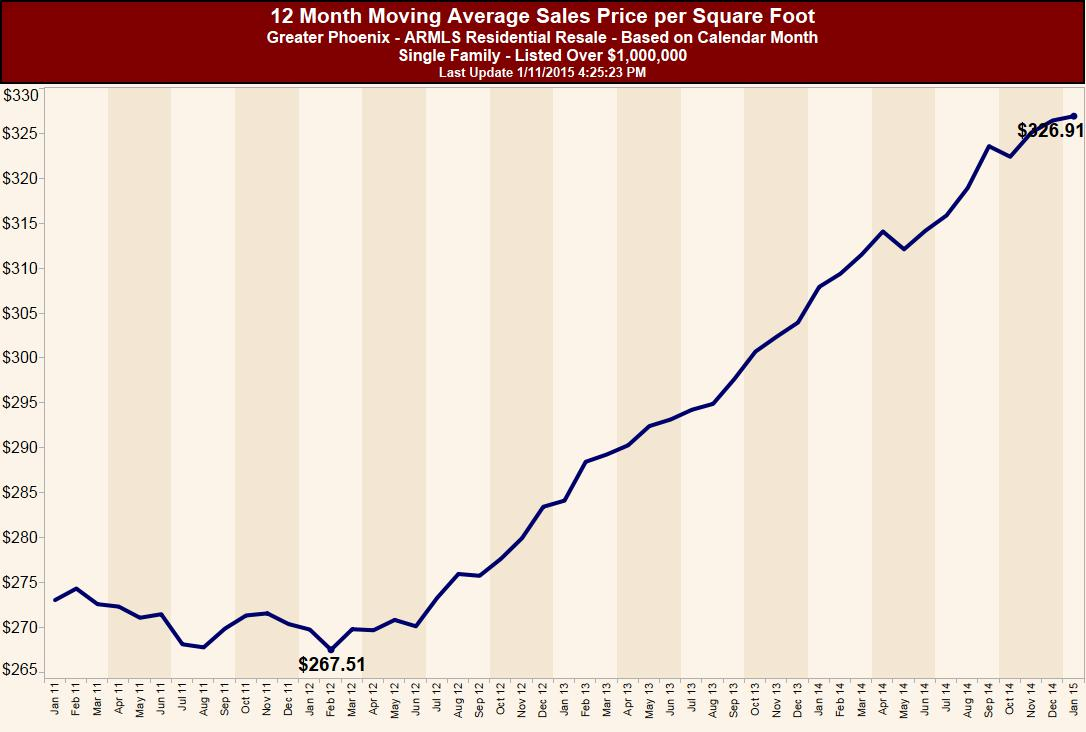 12 Month Moving Average Sales Price per Square Foot
Greater Phoenix - ARMLS Residential Resale - Based on Calendar Month
Single Family - Listed Over $1,000,000
Last Update 1/11/2015 4:25:23 PM
$330
$325
$320
$315
$310
$305
$300
$295
$290
$285
$280
$275
$270
$265
$326.91
$267.51
Jan 11
Feb 11
Mar 11
Apr 11
May 11
Jun 11
Jul 11
Aug 11
Sep 11
Oct 11
Nov 11
Dec 11
Jan 12
Feb 12
Mar 12
Apr 12
May 12
Jun 12
Jul 12
Aug 12
Sep 12
Oct 12
Nov 12
Dec 12
Jan 13
Feb 13
Mar 13
Apr 13
May 13
Jun 13
Jul 13
Aug 13
Sep 13
Oct 13
Nov 13
Dec 13
Jan 14
Feb 14
Mar 14
Apr 14
May 14
Jun 14
Jul 14
Aug 14
Sep 14
Oct 14
Nov 14
Dec 14
Jan 15